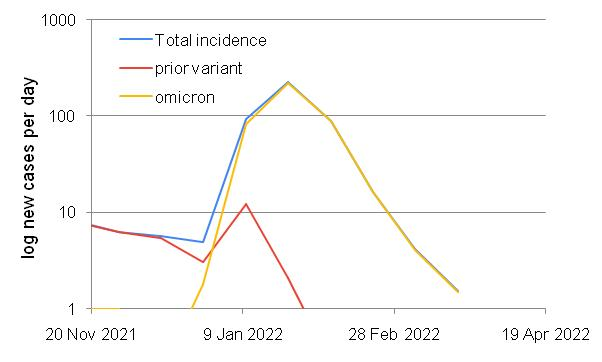 1000
Total incidence
prior variant
100
omicron
log new cases per day
10
1
20 Nov 2021
9 Jan 2022
28 Feb 2022
19 Apr 2022